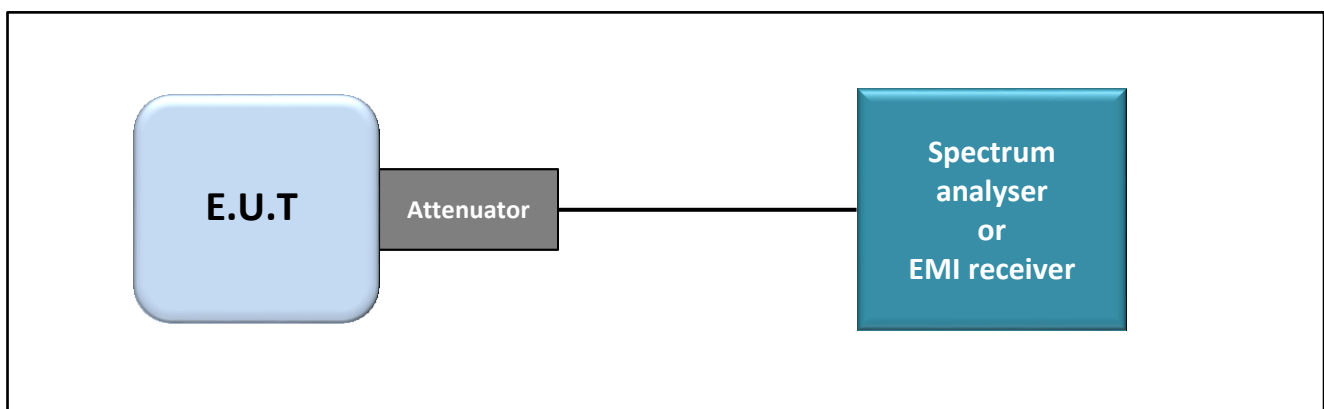 E.U.T
Attenuator
Spectrum
analyser
or
EMI receiver